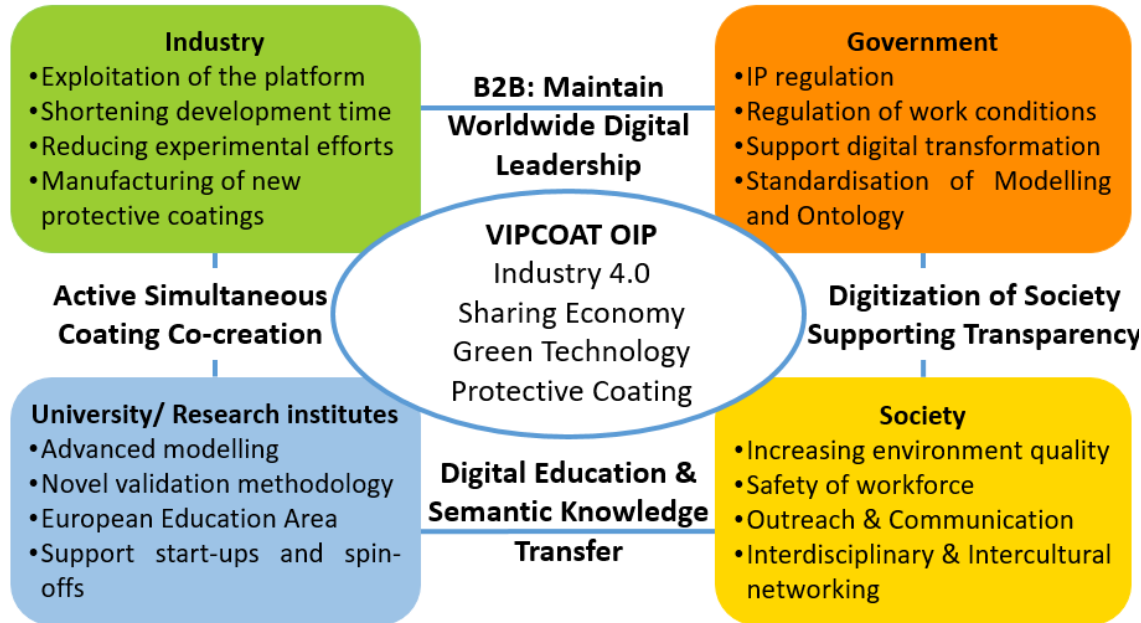 Industry
•Exploitation of the platform
•Shortening development time
•Reducing experimental efforts
•Manufacturing of new
protective coatings
B2B: Maintain
Worldwide Digital
Leadership
Government
•IP regulation
•Regulation of work conditions
•Support digital transformation
•Standardisation of Modelling
and Ontology
Active Simultaneous
Coating Co-creation
VIPCOAT OIP
Industry 4.0
Sharing Economy
Green Technology
Protective Coating
Digitization of Society
Supporting Transparency
University/ Research institutes
•Advanced modelling
•Novel validation methodology
•European Education Area
•Support start-ups and spin-
offs
Digital Education &
Semantic Knowledge
Transfer
Society
•Increasing environment quality
•Safety of workforce
•Outreach & Communication
•Interdisciplinary & Intercultural
networking